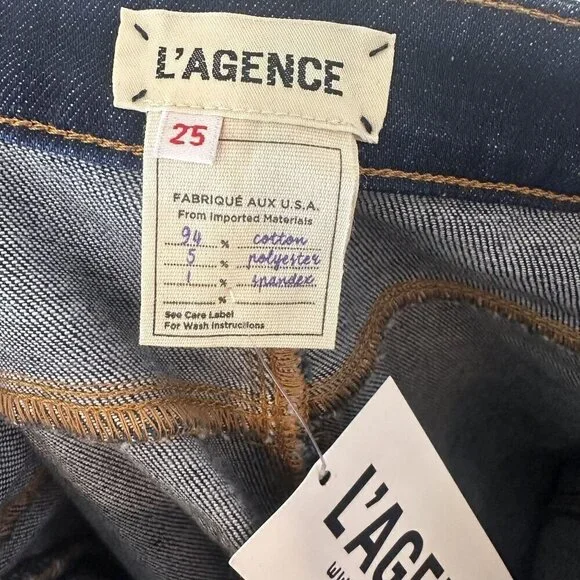 L'AGENCE
25
FABRIQUÉ AUX U.S.A.
From Imported Materials
94 % cotton
5 % polyester
1 % spandex
%
See Care Label
For Wash Instructions
L'AGE